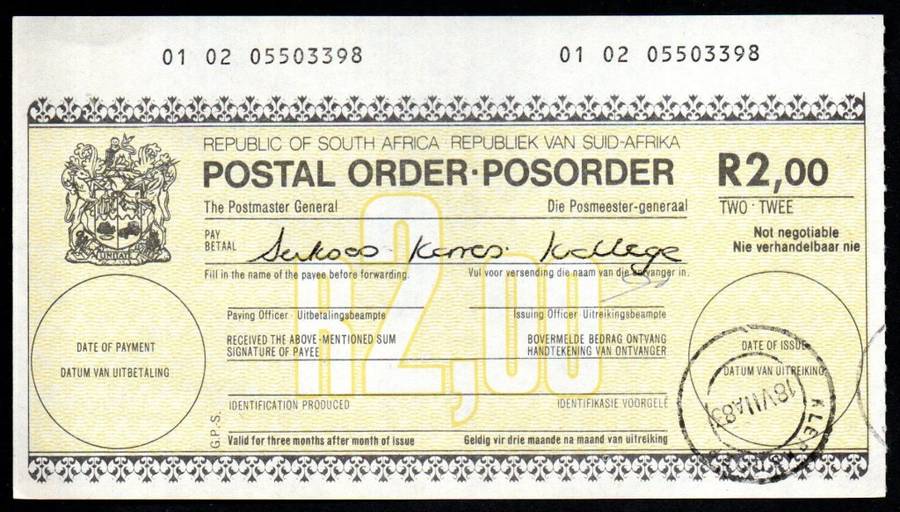 01 02 05503398 01 02 05503398
REPUBLIC OF SOUTH AFRICA REPUBLIEK VAN SUID-AFRIKA
POSTAL ORDER·POSORDER R2,00
The Postmaster General Die Posmeester-generaal TWO · TWEE
PAY
BETAAL
Kollege
Not negotiable
Nie verhandelbaar nie
Fill in the name of the payee before forwarding. Vul voor versending die naam van die ontvanger in.
R2,00
Paying Officer · Uitbetalingsbeampte Issuing Officer Uitreikingsbeampte
RECEIVED THE ABOVE-MENTIONED SUM BOVERMELDE BEDRAG ONTVANG
SIGNATURE OF PAYEE HANDTEKENING VAN ONTVANGER
DATE OF PAYMENT
DATUM VAN UITBETALING
DATE OF ISSUE
DATUM VAN UITREIKING
18 VII A 83
IDENTIFICATION PRODUCED IDENTIFIKASIE VOORGELÊ
G.P.S.
Valid for three months after month of issue Geldig vir drie maande na maand van uitreiking